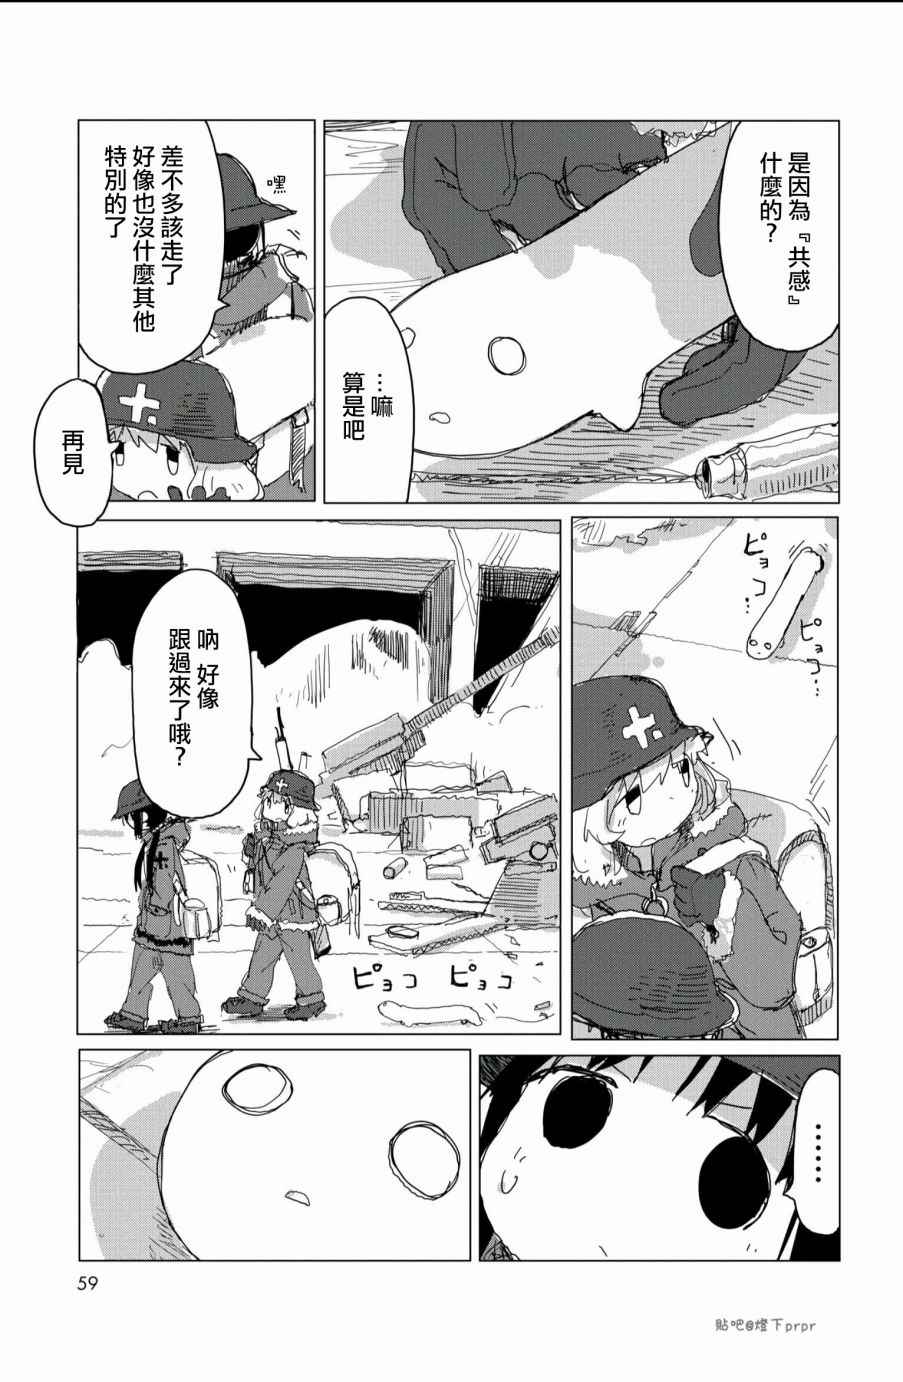 是因為『共感』
什麼的？
…嘛
算是吧
嘿
差不多該走了
好像也沒什麼其他
特別的了
再見
ピョコ…
ピョコ…
吶 好像
跟過來了哦？
ピョコ ピョコ
……
59
貼吧@燈下prpr